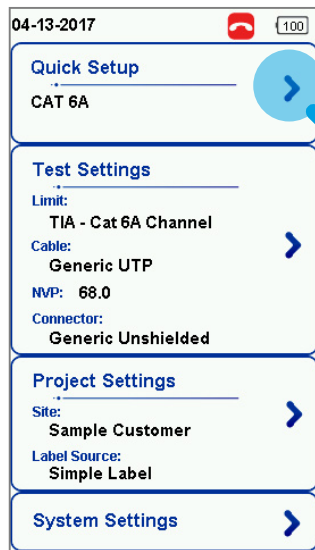 04-13-2017
100
Quick Setup
CAT 6A
Test Settings
Limit:
TIA - Cat 6A Channel
Cable:
Generic UTP
NVP: 68.0
Connector:
Generic Unshielded
Project Settings
Site:
Sample Customer
Label Source:
Simple Label
System Settings